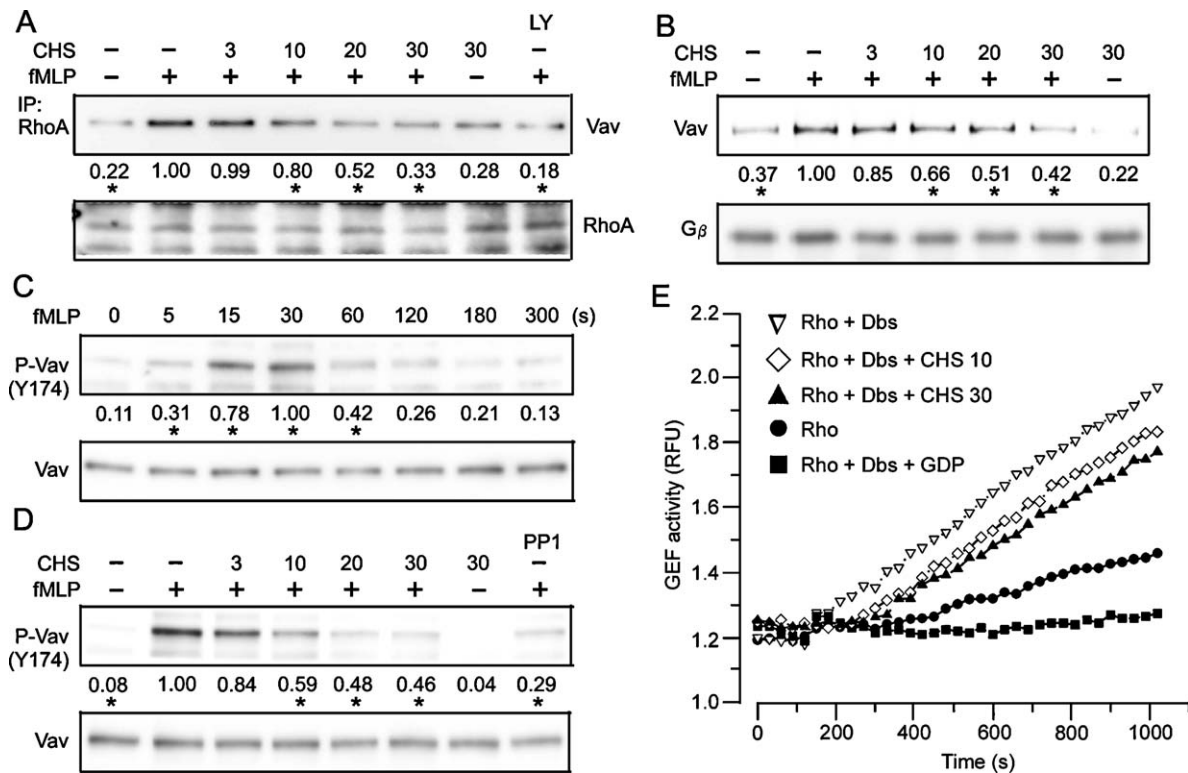 A
LY
CHS – – 3 10 20 30 30 –
fMLP – + + + + + – +
IP:
RhoA
Vav
0.22 1.00 0.99 0.80 0.52 0.33 0.28 0.18
* * * * *
RhoA
B
CHS – – 3 10 20 30 30
fMLP – + + + + + –
Vav
0.37 1.00 0.85 0.66 0.51 0.42 0.22
* * * *
Gβ
C
fMLP 0 5 15 30 60 120 180 300 (s)
P-Vav
(Y174)
0.11 0.31 0.78 1.00 0.42 0.26 0.21 0.13
* * * *
Vav
D
PP1
CHS – – 3 10 20 30 30 –
fMLP – + + + + + – +
P-Vav
(Y174)
0.08 1.00 0.84 0.59 0.48 0.46 0.04 0.29
* * * * *
Vav
E
2.2
2.0
1.8
1.6
1.4
1.2
1.0
GEF activity (RFU)
Rho + Dbs
Rho + Dbs + CHS 10
Rho + Dbs + CHS 30
Rho
Rho + Dbs + GDP
0 200 400 600 800 1000
Time (s)